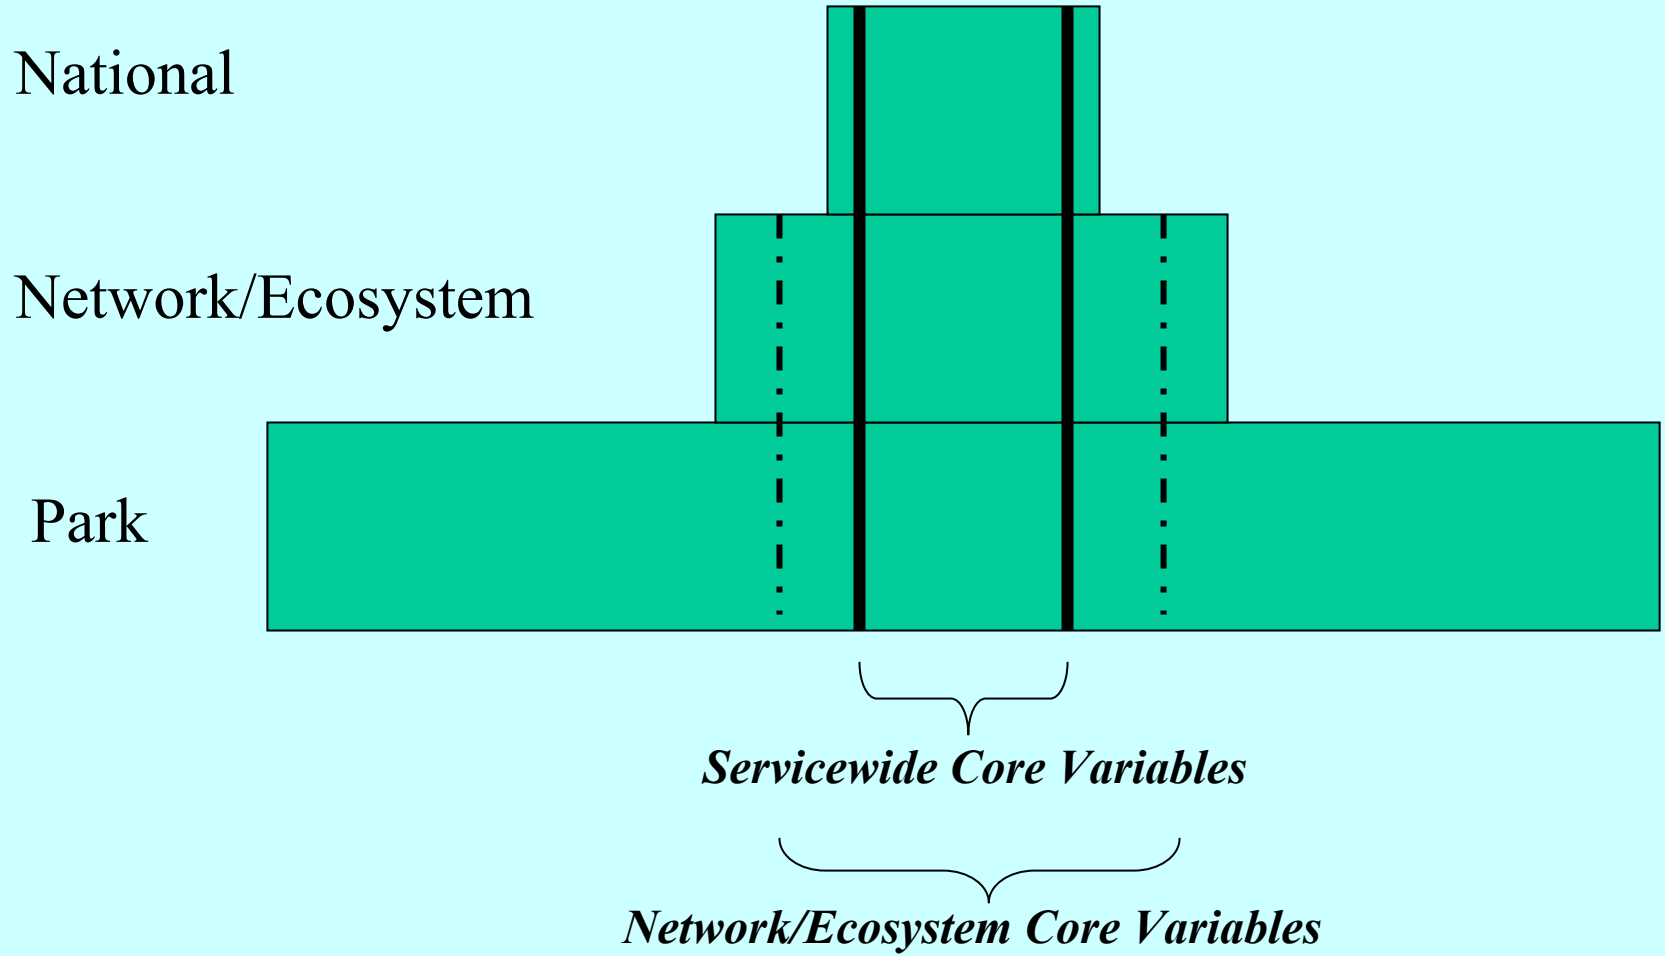 National
Network/Ecosystem
Park
Servicewide Core Variables
Network/Ecosystem Core Variables